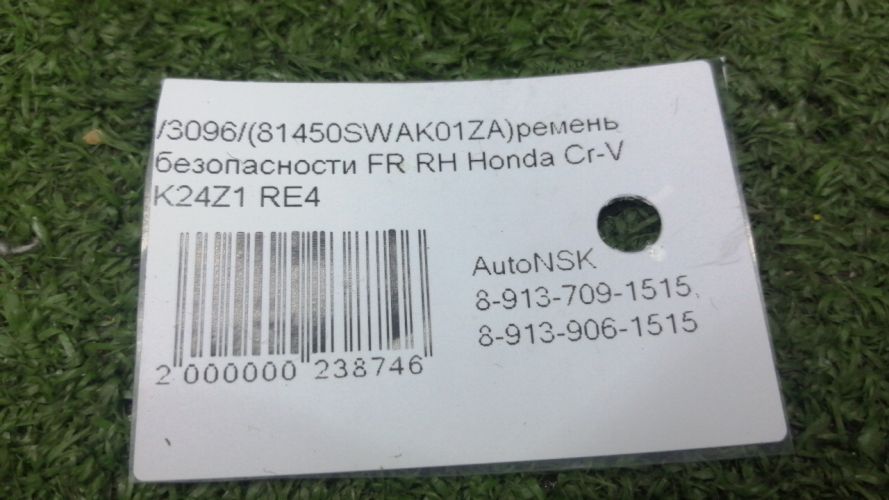 /3096/(81450SWAK01ZA)ремень
безопасности FR RH Honda Cr-V
K24Z1 RE4
AutoNSK
8-913-709-1515,
8-913-906-1515
2 000000 238746